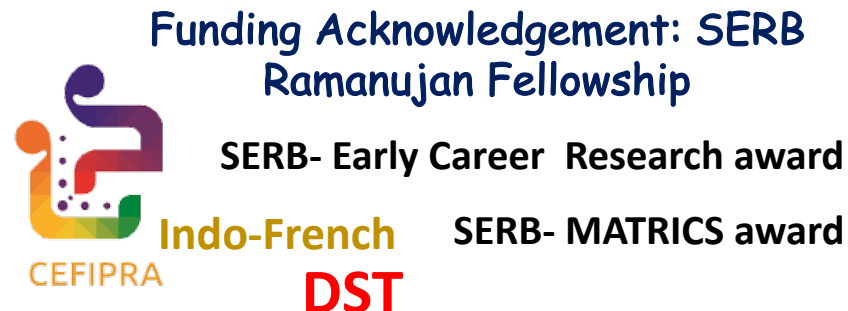 Funding Acknowledgement: SERB
Ramanujan Fellowship
SERB- Early Career  Research award
Indo-French
SERB- MATRICS award
CEFIPRA
DST